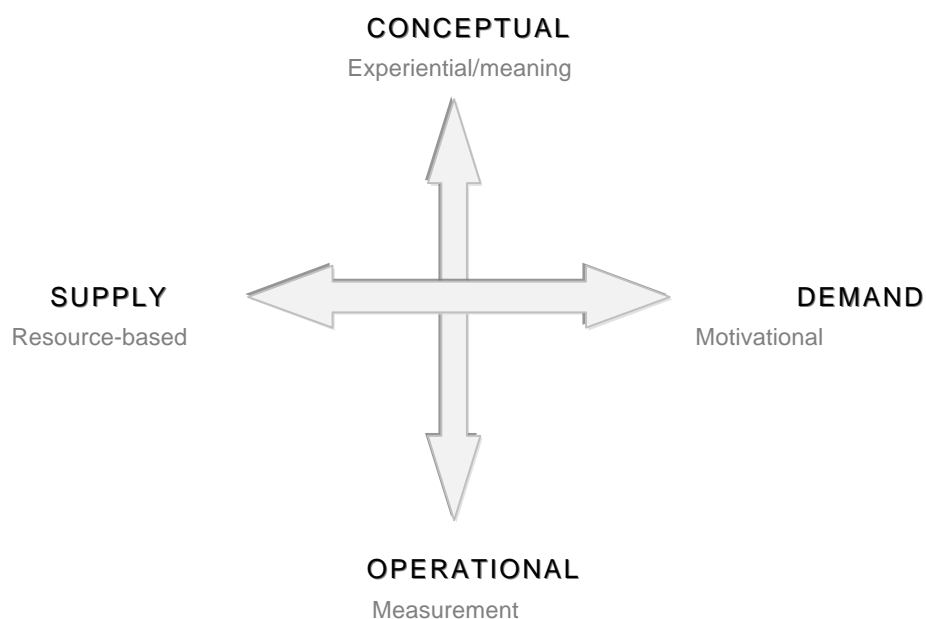 CONCEPTUAL
Experiential/meaning
SUPPLY
Resource-based
DEMAND
Motivational
OPERATIONAL
Measurement